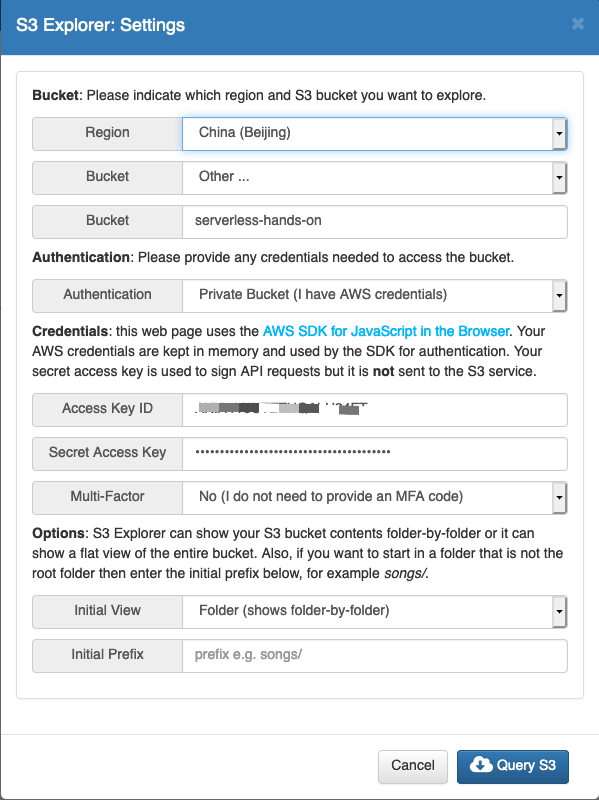 S3 Explorer: Settings
Bucket: Please indicate which region and S3 bucket you want to explore.
Region China (Beijing)
Bucket Other ...
Bucket serverless-hands-on
Authentication: Please provide any credentials needed to access the bucket.
Authentication Private Bucket (I have AWS credentials)
Credentials: this web page uses the AWS SDK for JavaScript in the Browser. Your
AWS credentials are kept in memory and used by the SDK for authentication. Your
secret access key is used to sign API requests but it is not sent to the S3 service.
Access Key ID
Secret Access Key
Multi-Factor No (I do not need to provide an MFA code)
Options: S3 Explorer can show your S3 bucket contents folder-by-folder or it can
show a flat view of the entire bucket. Also, if you want to start in a folder that is not the
root folder then enter the initial prefix below, for example songs/.
Initial View Folder (shows folder-by-folder)
Initial Prefix prefix e.g. songs/
Cancel Query S3